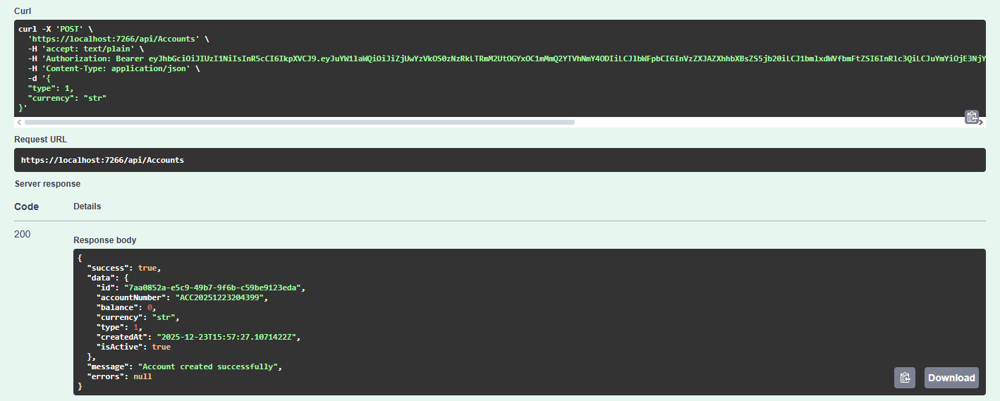 Curl
curl -X 'POST' \
  'https://localhost:7266/api/Accounts' \
  -H 'accept: text/plain' \
  -H 'Authorization: Bearer eyJhbGciOiJIUzI1NiIsInR5cCI6IkpXVCJ9.eyJuYW1laWQiOiJiZjUwYzVkOS0zNzRkLTRmM2UtOGYxOC1mMmQ2YTVhNmY4ODIiLCJlbWFpbCI6InVzZXJAZXhhbXBsZS5jb20iLCJ1bmlxdWVfbmFtZSI6InRlc3QiLCJuYmYiOjE3NjY
  -H 'Content-Type: application/json' \
  -d '{
  "type": 1,
  "currency": "str"
}'
Request URL
https://localhost:7266/api/Accounts
Server response
Code Details
200
Response body
{
  "success": true,
  "data": {
    "id": "7aa0852a-e5c9-49b7-9f6b-c59be9123eda",
    "accountNumber": "ACC20251223204399",
    "balance": 0,
    "currency": "str",
    "type": 1,
    "createdAt": "2025-12-23T15:57:27.1071422Z",
    "isActive": true
  },
  "message": "Account created successfully",
  "errors": null
}
Download